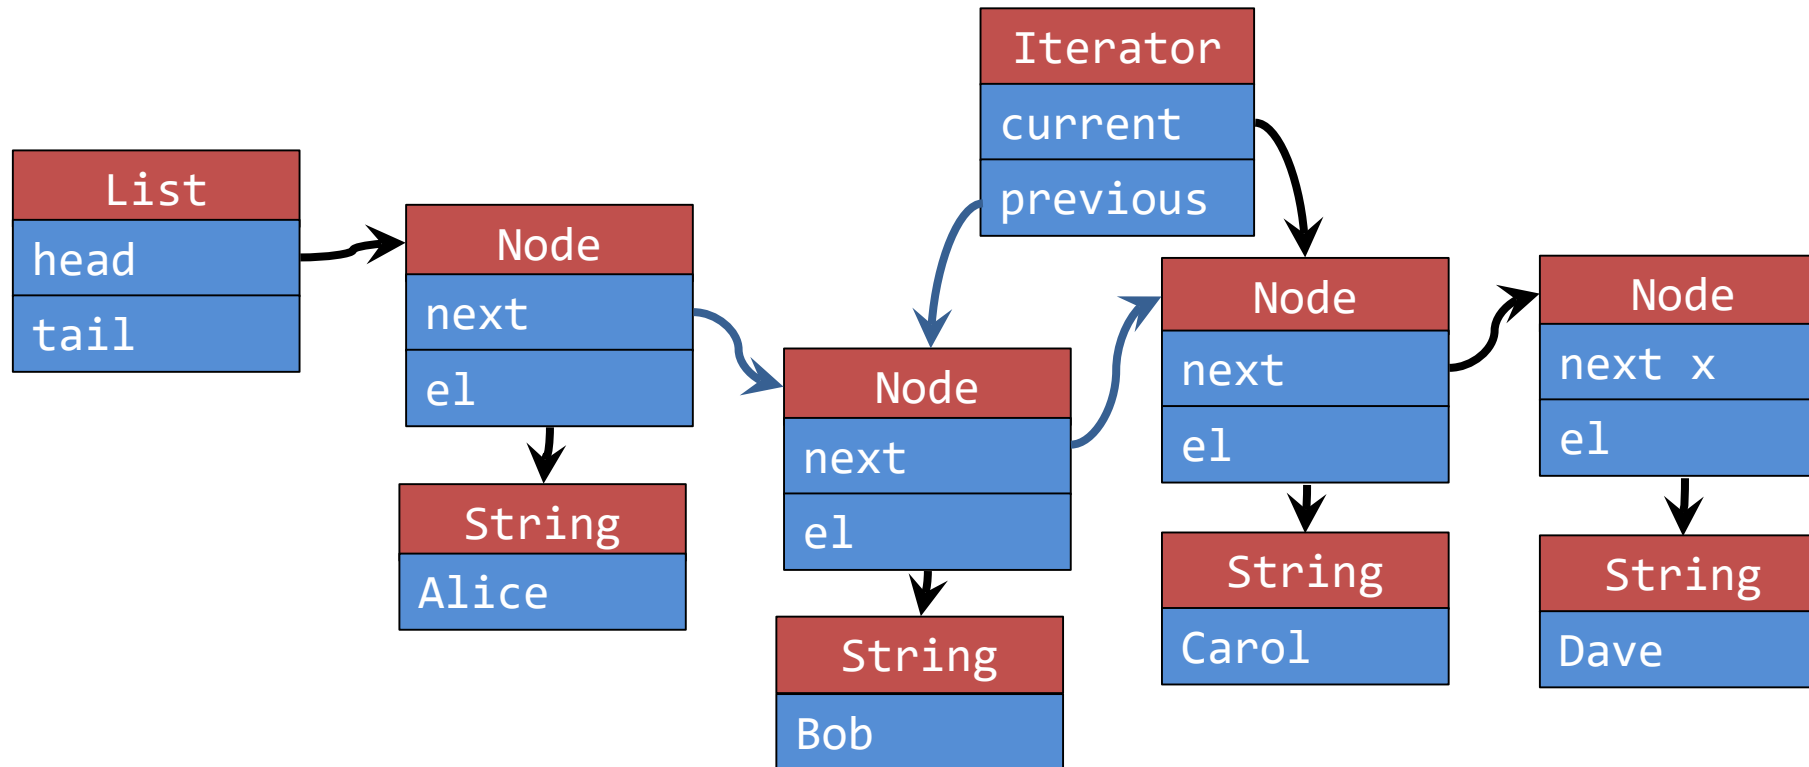 Iterator
current
previous
List
head
tail
Node
next
el
String
Alice
Node
next
el
String
Bob
Node
next
el
String
Carol
Node
next x
el
String
Dave